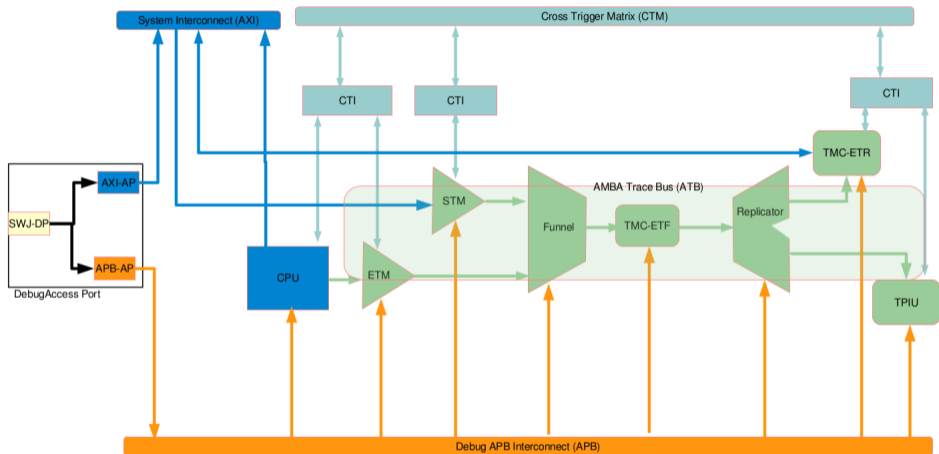 System Interconnect (AXI)
Cross Trigger Matrix (CTM)
CTI
CTI
CTI
TMC-ETR
AXI-AP
AMBA Trace Bus (ATB)
STM
SWJ-DP
Funnel
TMC-ETF
Replicator
APB-AP
CPU
ETM
DebugAccess Port
TPIU
Debug APB Interconnect (APB)